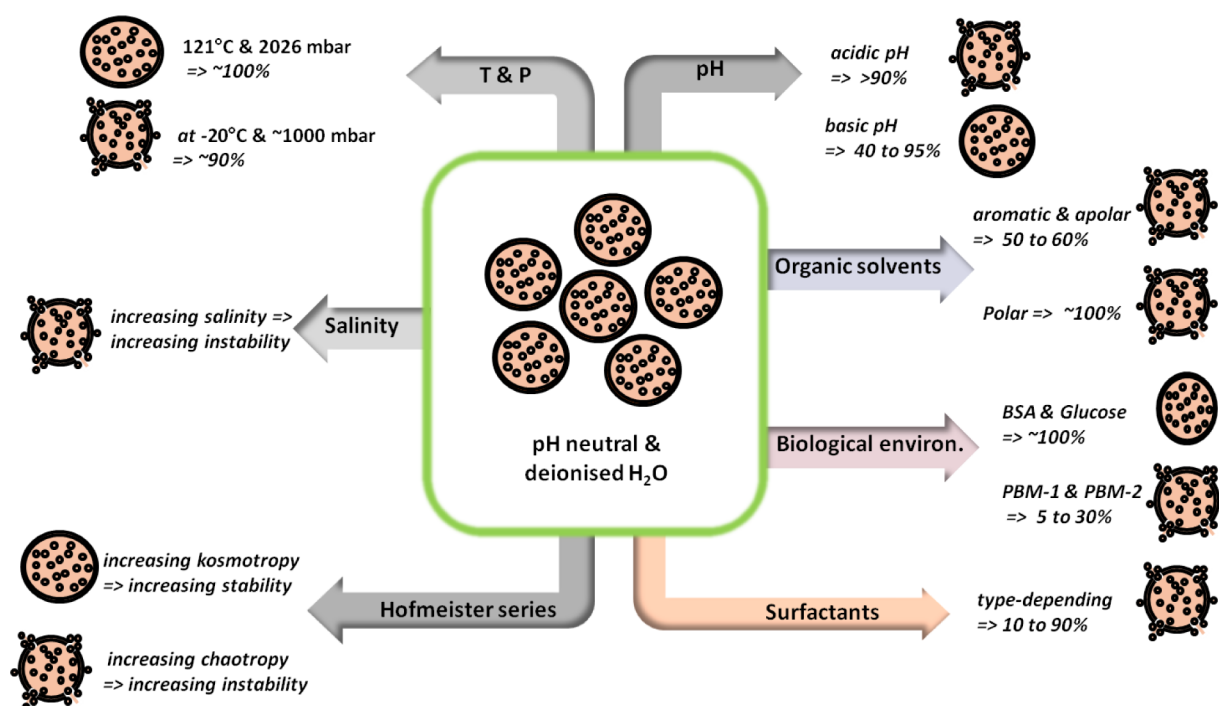 121°C & 2026 mbar
=> ~100%
at -20°C & ~1000 mbar
=> ~90%
T & P
pH
acidic pH
=> >90%
basic pH
=> 40 to 95%
aromatic & apolar
=> 50 to 60%
Organic solvents
Polar => ~100%
increasing salinity =>
increasing instability
Salinity
pH neutral &
deionised H₂O
BSA & Glucose
=> ~100%
Biological environ.
PBM-1 & PBM-2
=> 5 to 30%
increasing kosmotropy
=> increasing stability
Hofmeister series
increasing chaotropy
=> increasing instability
Surfactants
type-depending
=> 10 to 90%